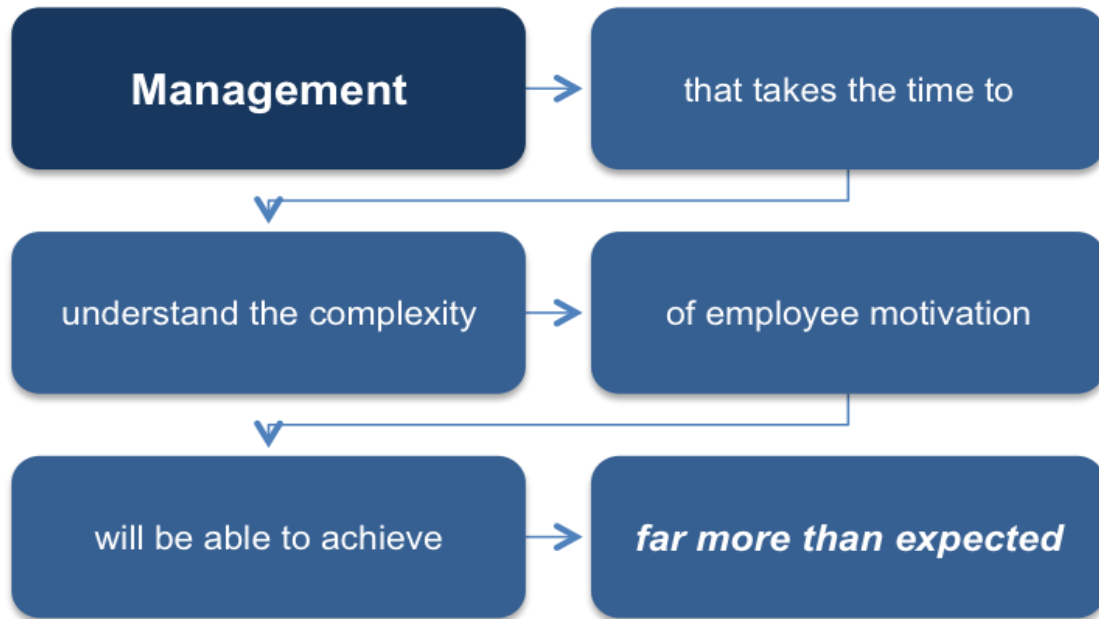 Management
that takes the time to
understand the complexity
of employee motivation
will be able to achieve
far more than expected